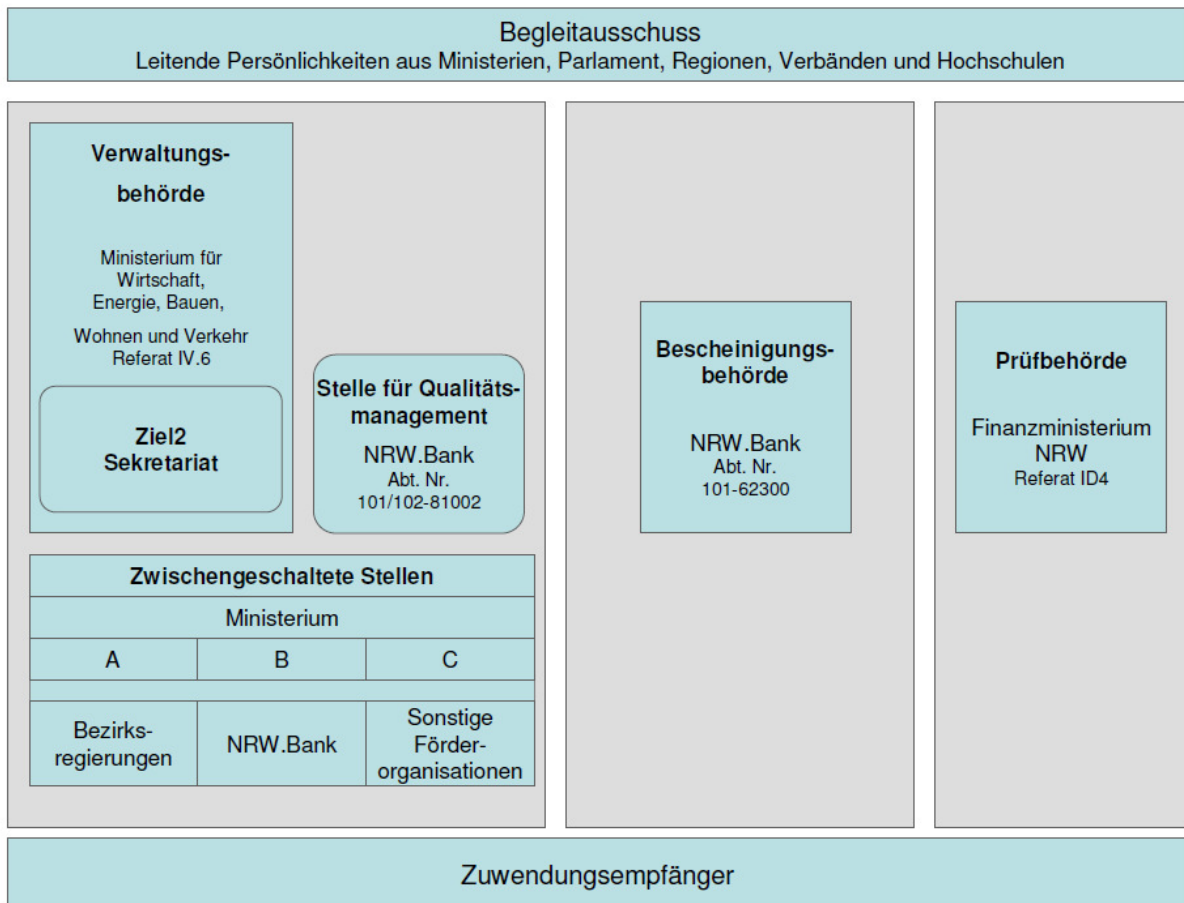 Begleitausschuss
Leitende Persönlichkeiten aus Ministerien, Parlament, Regionen, Verbänden und Hochschulen
Verwaltungs-
behörde
Ministerium für
Wirtschaft,
Energie, Bauen,
Wohnen und Verkehr
Referat IV.6
Ziel2
Sekretariat
Stelle für Qualitäts-
management
NRW.Bank
Abt. Nr.
101/102-81002
Zwischengeschaltete Stellen
Ministerium
A
B
C
Bezirks-
regierungen
NRW.Bank
Sonstige
Förder-
organisationen
Bescheinigungs-
behörde
NRW.Bank
Abt. Nr.
101-62300
Prüfbehörde
Finanzministerium
NRW
Referat ID4
Zuwendungsempfänger